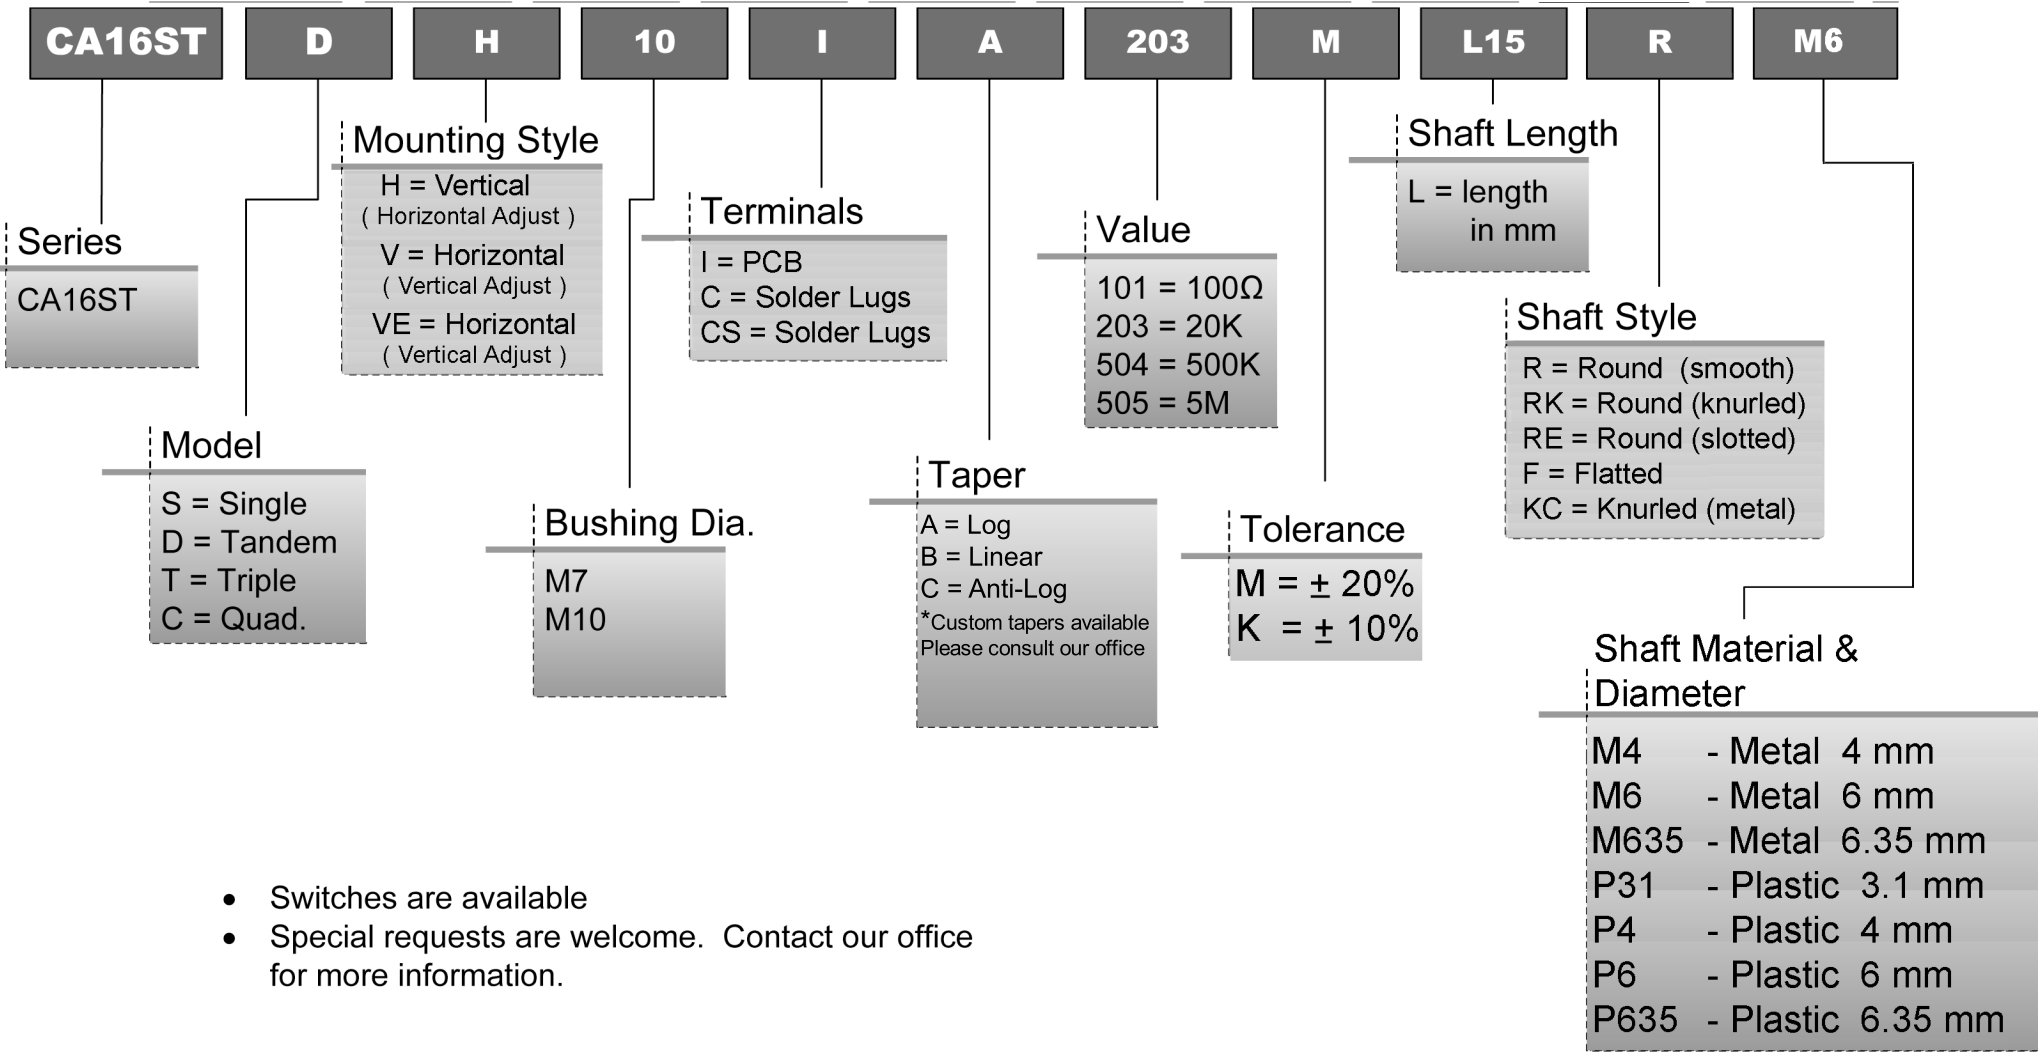 CA16ST D H 10 I A 203 M L15 R M6
Series
CA16ST
Model
S = Single
D = Tandem
T = Triple
C = Quad.
Mounting Style
H = Vertical
( Horizontal Adjust )
V = Horizontal
( Vertical Adjust )
VE = Horizontal
( Vertical Adjust )
Bushing Dia.
M7
M10
Terminals
I = PCB
C = Solder Lugs
CS = Solder Lugs
Taper
A = Log
B = Linear
C = Anti-Log
*Custom tapers available
Please consult our office
Value
101 = 100Ω
203 = 20K
504 = 500K
505 = 5M
Tolerance
M = ± 20%
K = ± 10%
Shaft Length
L = length
in mm
Shaft Style
R = Round (smooth)
RK = Round (knurled)
RE = Round (slotted)
F = Flatted
KC = Knurled (metal)
Shaft Material &
Diameter
M4 - Metal 4 mm
M6 - Metal 6 mm
M635 - Metal 6.35 mm
P31 - Plastic 3.1 mm
P4 - Plastic 4 mm
P6 - Plastic 6 mm
P635 - Plastic 6.35 mm
• Switches are available
• Special requests are welcome. Contact our office
for more information.